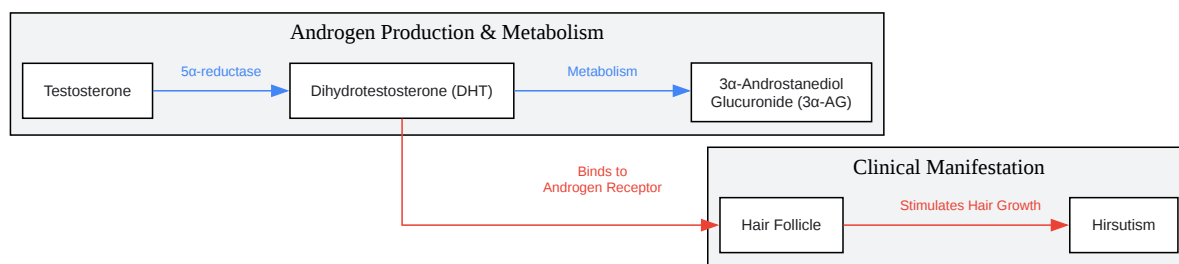 Androgen Production & Metabolism
Testosterone
5α-reductase
Dihydrotestosterone (DHT)
Metabolism
3α-Androstanediol
Glucuronide (3α-AG)
Binds to
Androgen Receptor
Clinical Manifestation
Hair Follicle
Stimulates Hair Growth
Hirsutism